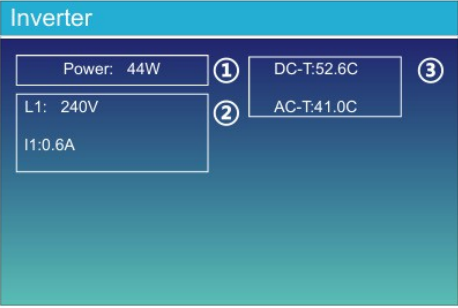 Inverter
Power: 44W
①
L1: 240V
I1:0.6A
②
DC-T:52.6C
AC-T:41.0C
③